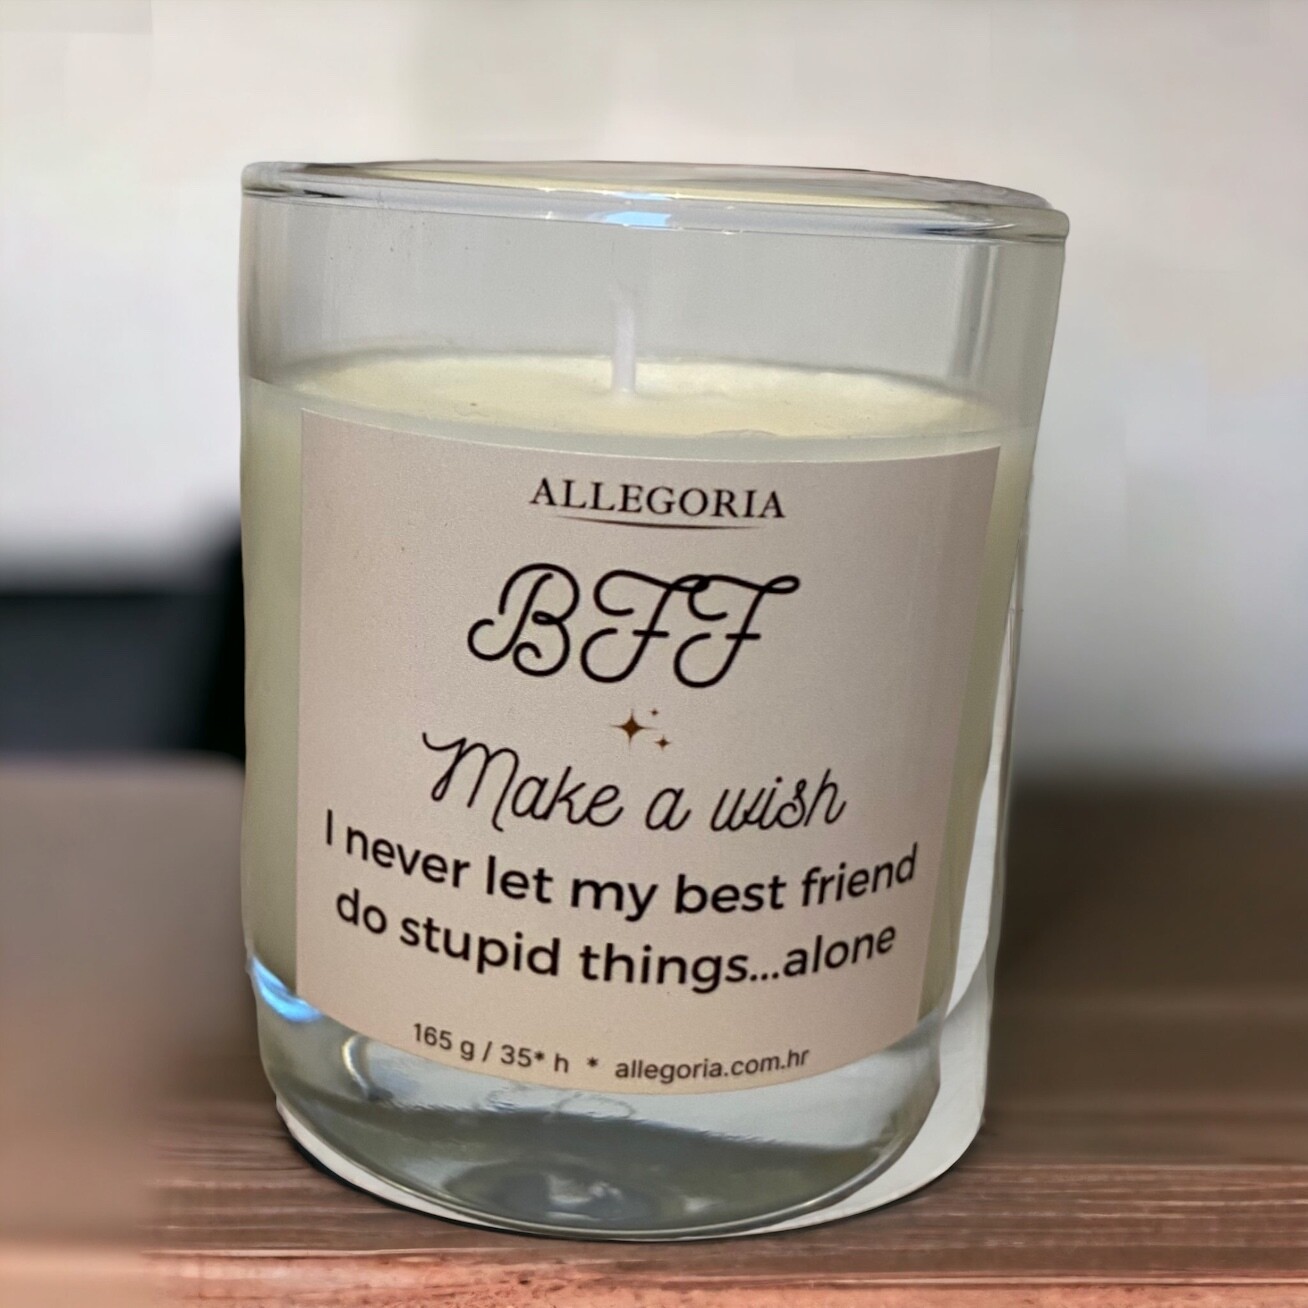 ALLEGORIA
BFF
Make a wish
I never let my best friend
do stupid things...alone
165 g / 35* h * allegoria.com.hr